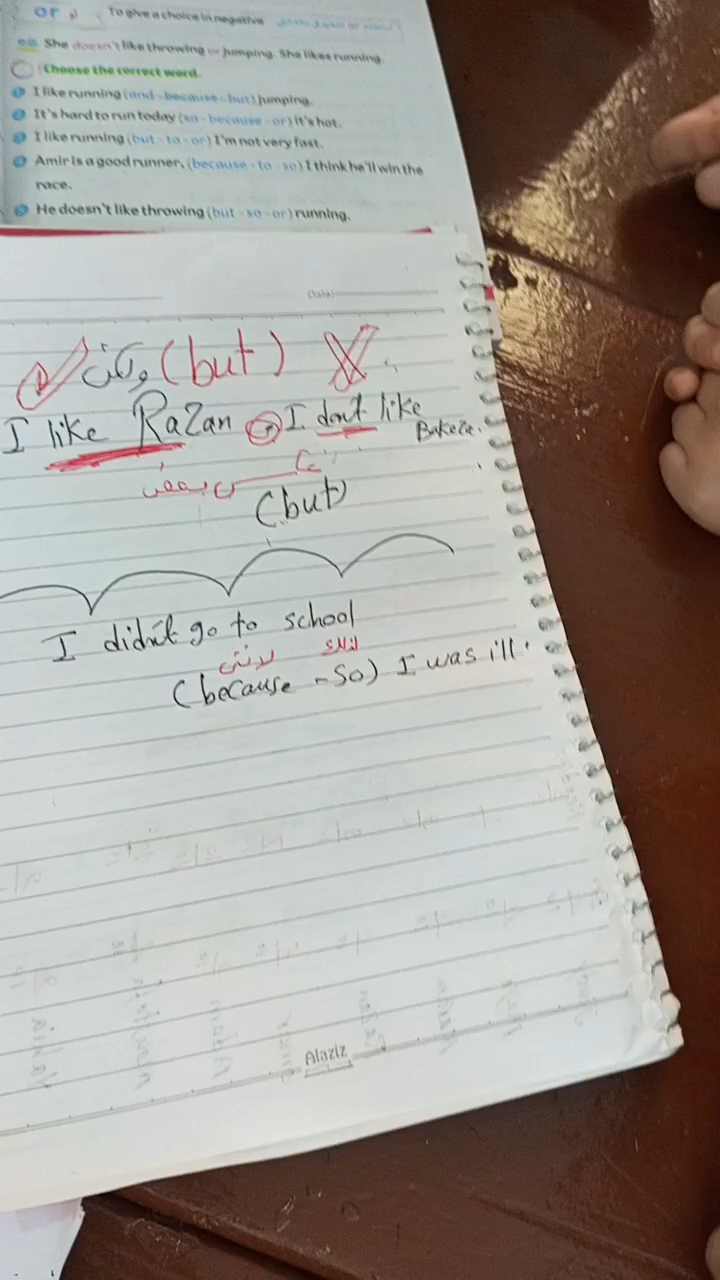 or To give a choice in negative
eg. She doesn't like throwing or jumping. She likes running.
Choose the correct word.
I like running (and - because - but) jumping.
It's hard to run today (so - because - or) it's hot.
I like running (but - to - or) I'm not very fast.
Amir is a good runner, (because - to - so) I think he'll win the
race.
He doesn't like throwing (but - so - or) running.
Date:
ولكن (but)
I like Razan I don't like
(but)
I didn't go to school
لذلك
(because - so) I was ill.
Alaziz